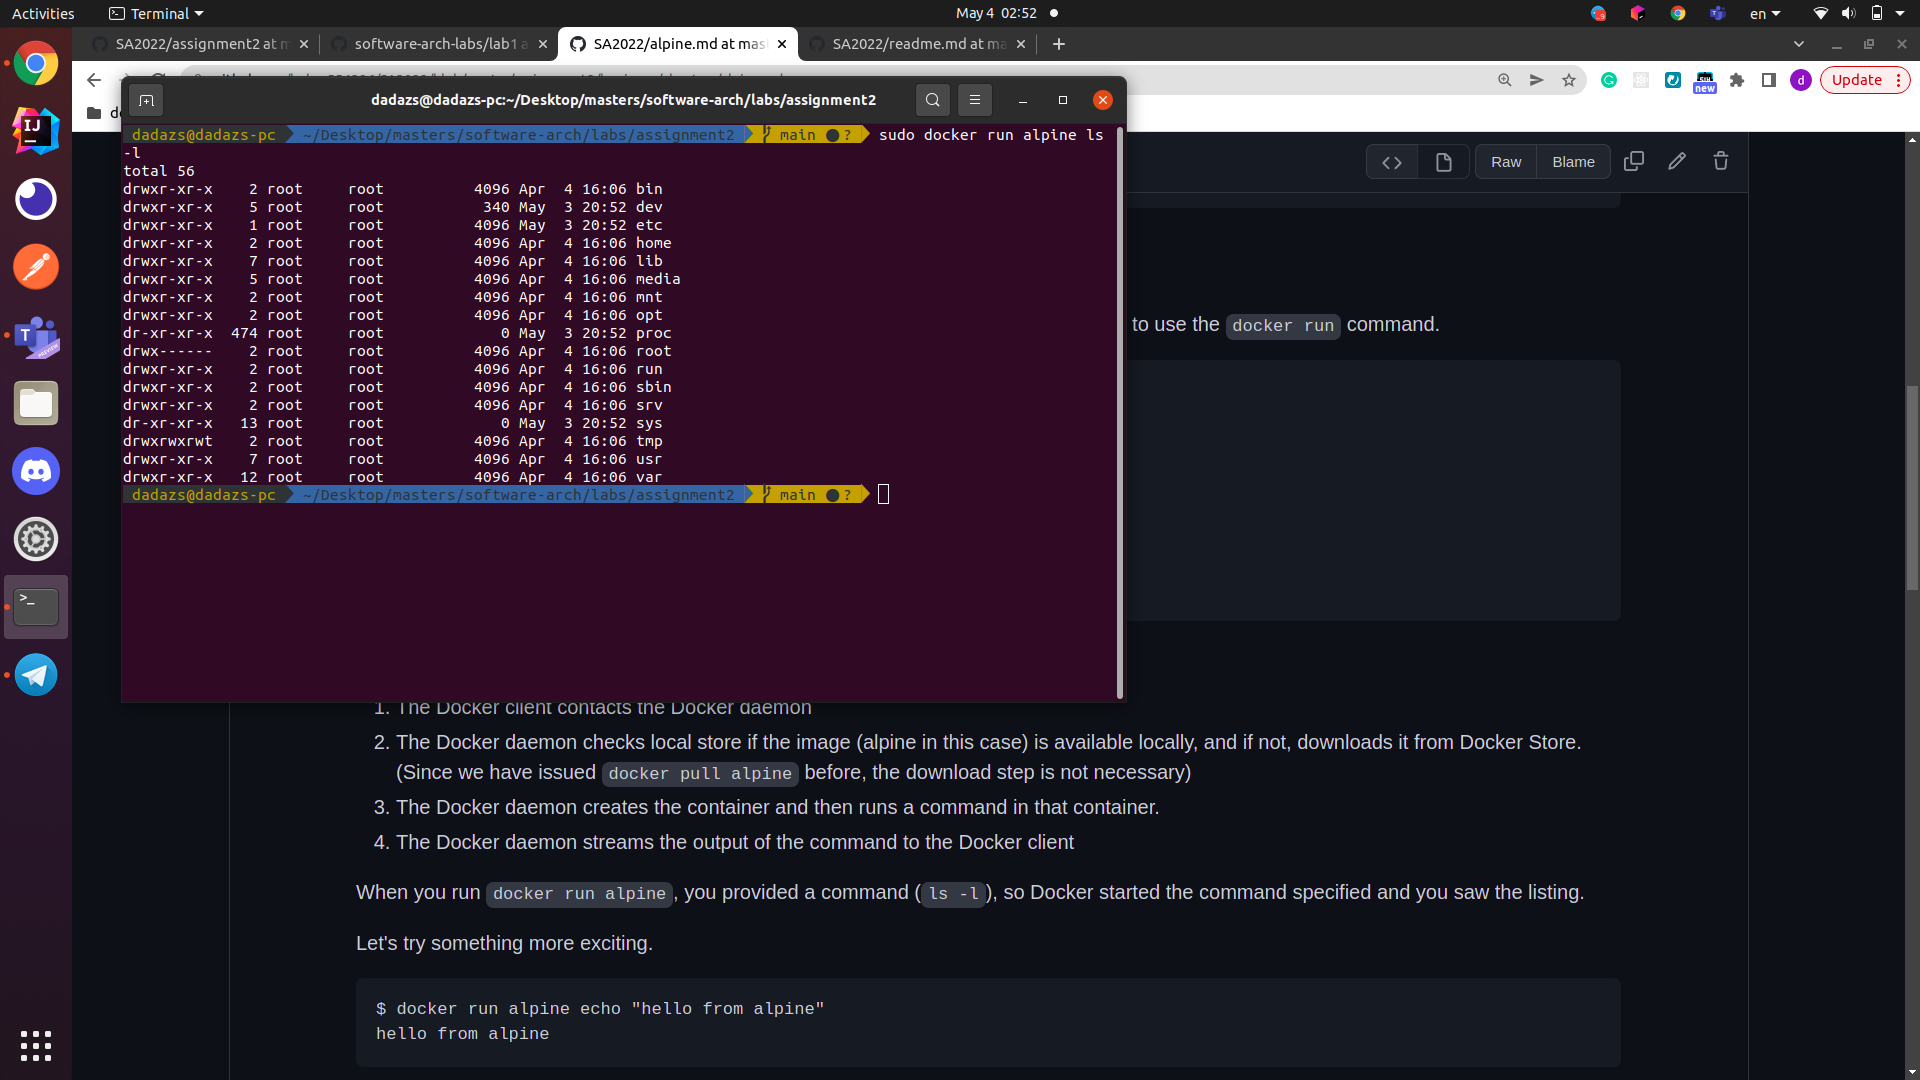 Activities
Terminal
May 4 02:52
en
SA2022/assignment2 at m
software-arch-labs/lab1 a
SA2022/alpine.md at mas
SA2022/readme.md at ma
new
d
Update
dadazs@dadazs-pc:~/Desktop/masters/software-arch/labs/assignment2
dadazs@dadazs-pc ~/Desktop/masters/software-arch/labs/assignment2 main ●? sudo docker run alpine ls
-l
total 56
drwxr-xr-x 2 root root 4096 Apr 4 16:06 bin
drwxr-xr-x 5 root root 340 May 3 20:52 dev
drwxr-xr-x 1 root root 4096 May 3 20:52 etc
drwxr-xr-x 2 root root 4096 Apr 4 16:06 home
drwxr-xr-x 7 root root 4096 Apr 4 16:06 lib
drwxr-xr-x 5 root root 4096 Apr 4 16:06 media
drwxr-xr-x 2 root root 4096 Apr 4 16:06 mnt
drwxr-xr-x 2 root root 4096 Apr 4 16:06 opt
dr-xr-xr-x 474 root root 0 May 3 20:52 proc
drwx------ 2 root root 4096 Apr 4 16:06 root
drwxr-xr-x 2 root root 4096 Apr 4 16:06 run
drwxr-xr-x 2 root root 4096 Apr 4 16:06 sbin
drwxr-xr-x 2 root root 4096 Apr 4 16:06 srv
dr-xr-xr-x 13 root root 0 May 3 20:52 sys
drwxrwxrwt 2 root root 4096 Apr 4 16:06 tmp
drwxr-xr-x 7 root root 4096 Apr 4 16:06 usr
drwxr-xr-x 12 root root 4096 Apr 4 16:06 var
dadazs@dadazs-pc ~/Desktop/masters/software-arch/labs/assignment2 main ●?
Raw
Blame
to use the docker run command.
1. The Docker client contacts the Docker daemon
2. The Docker daemon checks local store if the image (alpine in this case) is available locally, and if not, downloads it from Docker Store.
(Since we have issued docker pull alpine before, the download step is not necessary)
3. The Docker daemon creates the container and then runs a command in that container.
4. The Docker daemon streams the output of the command to the Docker client
When you run docker run alpine, you provided a command (ls -l), so Docker started the command specified and you saw the listing.
Let's try something more exciting.
$ docker run alpine echo "hello from alpine"
hello from alpine